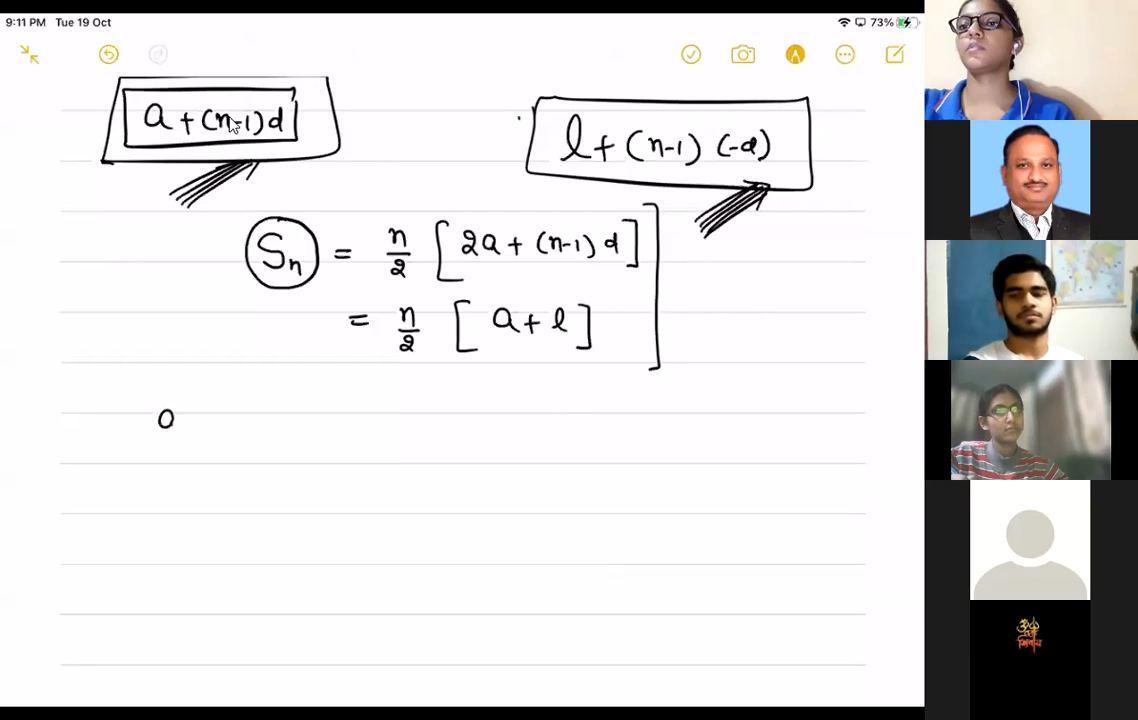 9:11 PM Tue 19 Oct
73%
a + (n-1)d
l + (n-1) (-d)
Sn = n/2 [ 2a + (n-1) d ]
= n/2 [ a + l ]
0